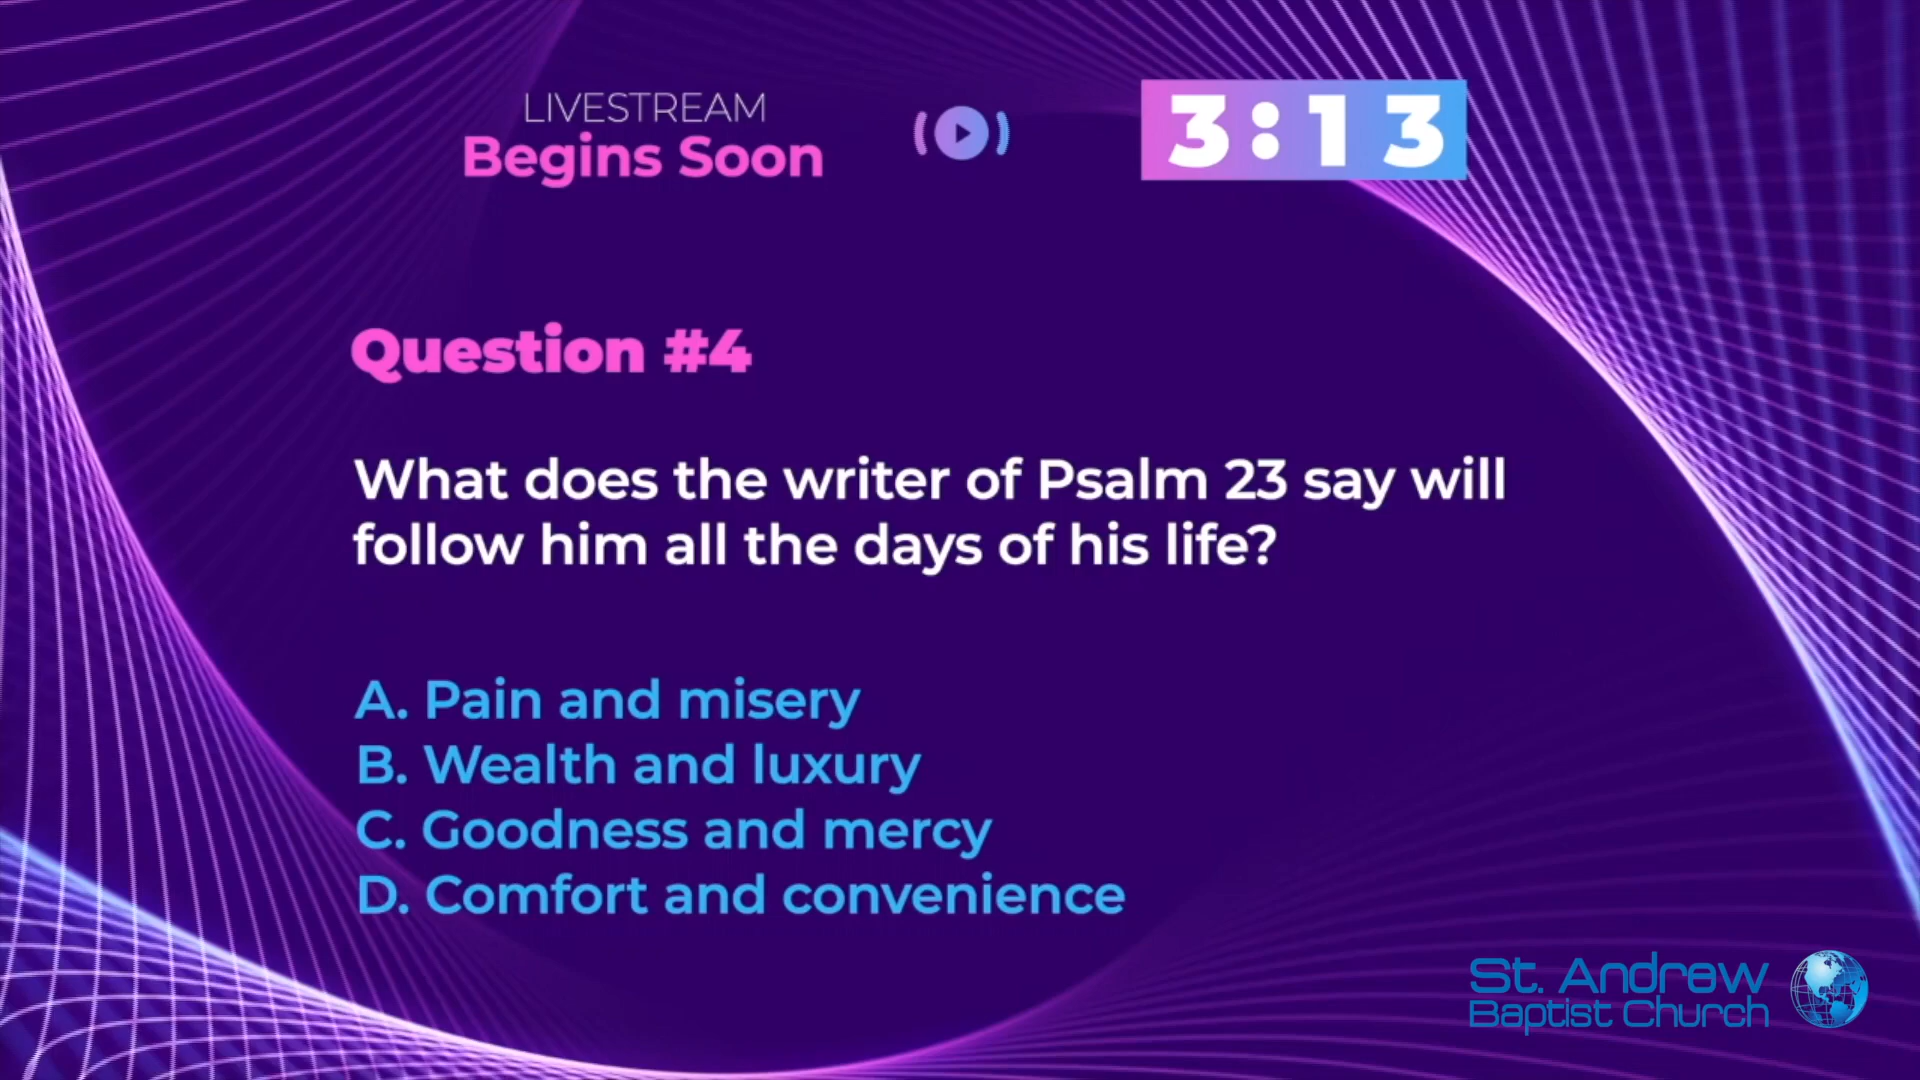 LIVESTREAM
Begins Soon
3:13
Question #4
What does the writer of Psalm 23 say will
follow him all the days of his life?
A. Pain and misery
B. Wealth and luxury
C. Goodness and mercy
D. Comfort and convenience
St. Andrew
Baptist Church